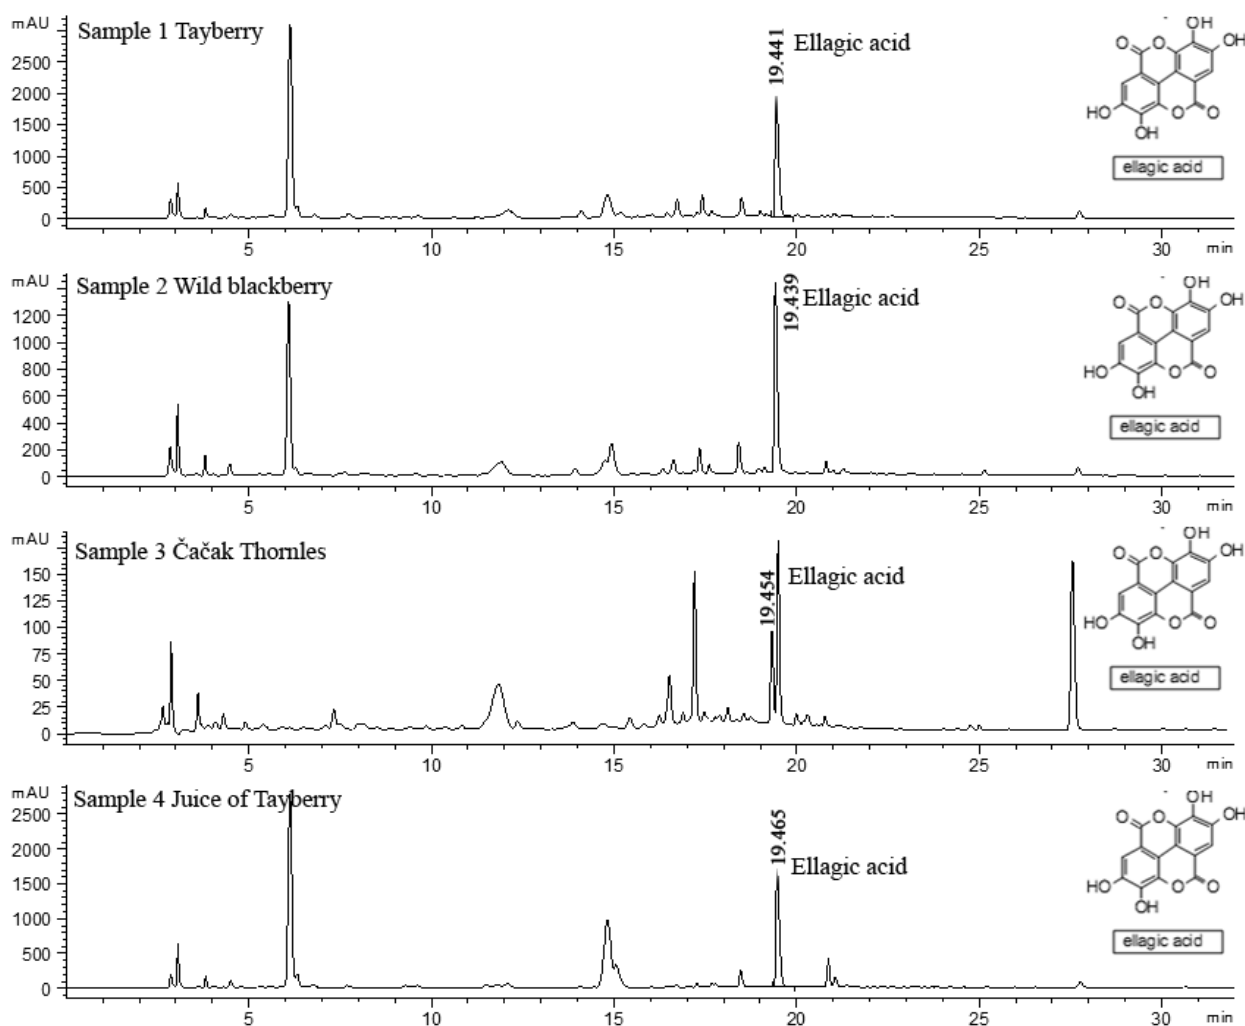 mAU
Sample 1 Tayberry
19.441
Ellagic acid
2500
2000
1500
1000
500
0
5
10
15
20
25
30
min
O
O
OH
OH
HO
OH
O
O
ellagic acid
mAU
Sample 2 Wild blackberry
19.439
Ellagic acid
1200
1000
800
600
400
200
0
5
10
15
20
25
30
min
O
O
OH
OH
HO
OH
O
O
ellagic acid
mAU
Sample 3 Čačak Thornles
19.454
Ellagic acid
150
125
100
75
50
25
0
5
10
15
20
25
30
min
O
O
OH
OH
HO
OH
O
O
ellagic acid
mAU
Sample 4 Juice of Tayberry
19.465
Ellagic acid
2500
2000
1500
1000
500
0
5
10
15
20
25
30
min
O
O
OH
OH
HO
OH
O
O
ellagic acid